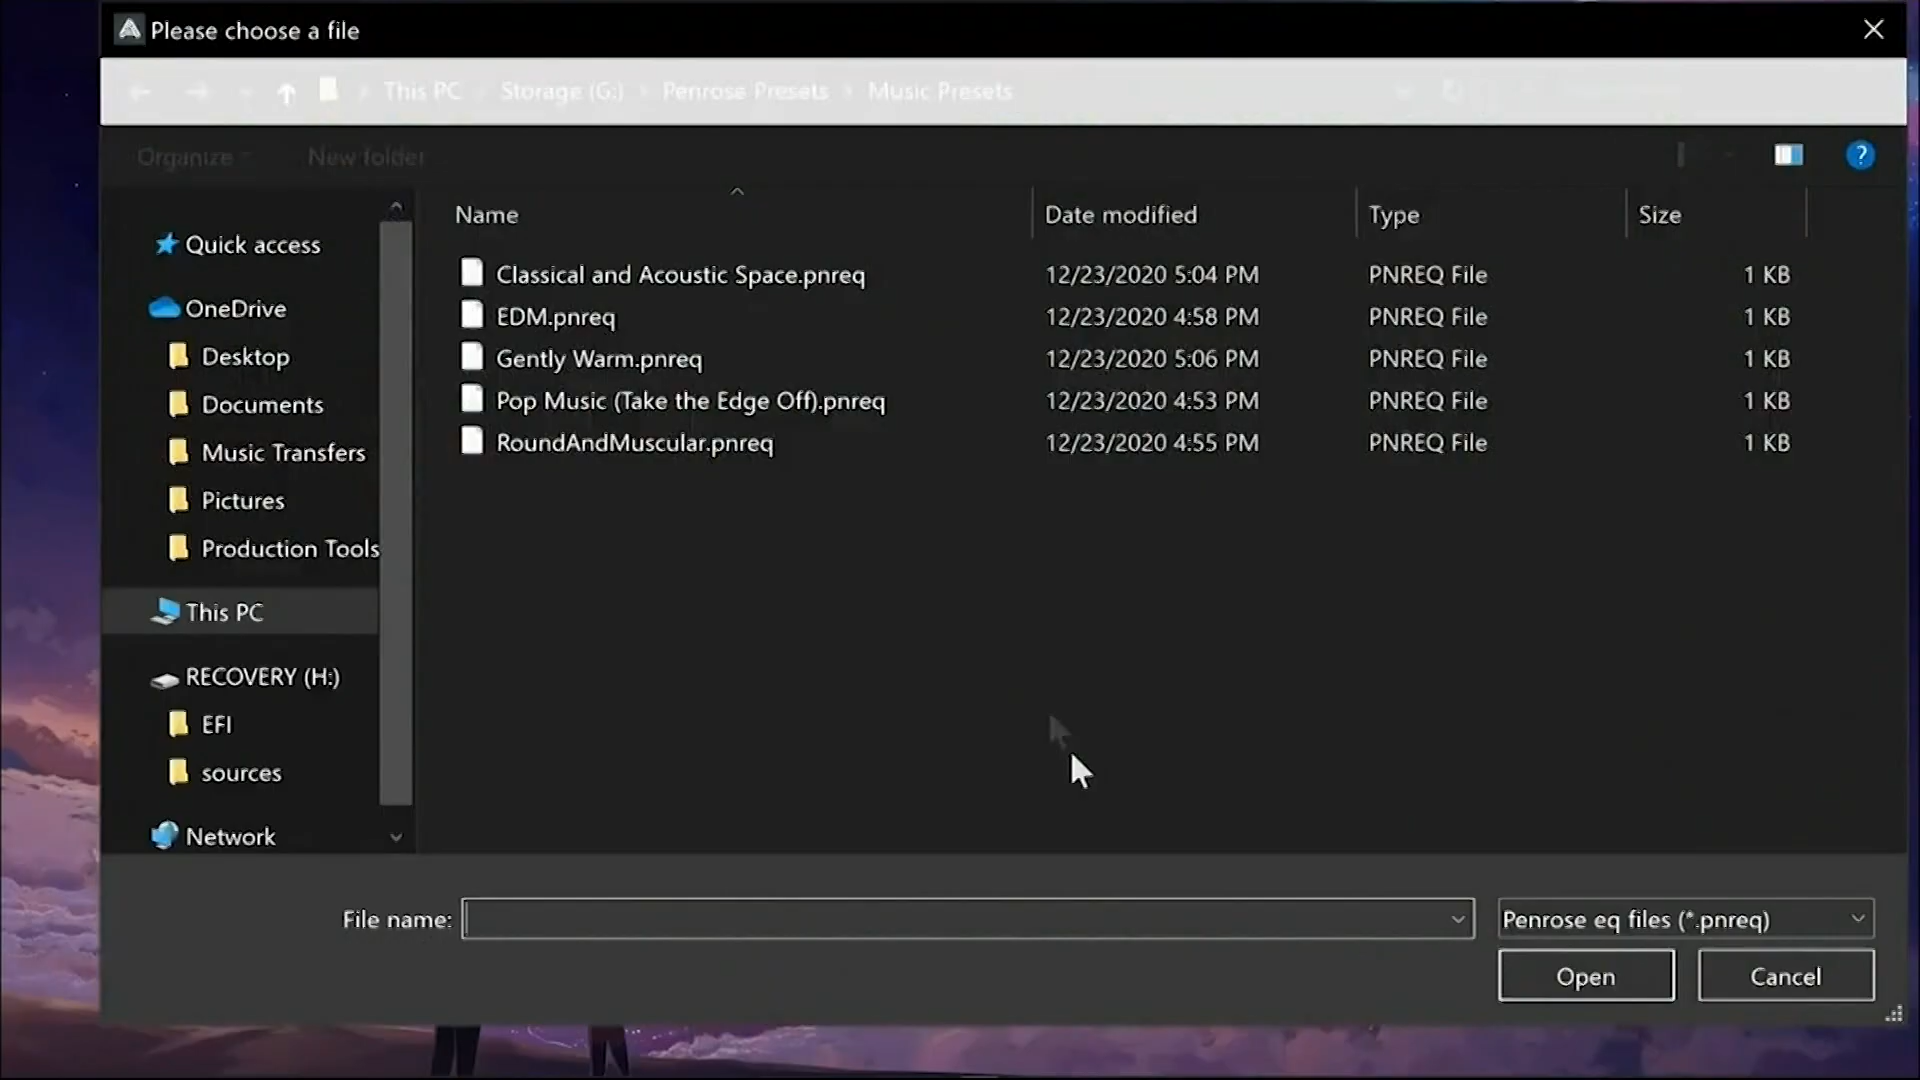 Please choose a file
This PC Storage (G:) Penrose Presets Music Presets
Organize New folder
Name Date modified Type Size
Classical and Acoustic Space.pnreq 12/23/2020 5:04 PM PNREQ File 1 KB
EDM.pnreq 12/23/2020 4:58 PM PNREQ File 1 KB
Gently Warm.pnreq 12/23/2020 5:06 PM PNREQ File 1 KB
Pop Music (Take the Edge Off).pnreq 12/23/2020 4:53 PM PNREQ File 1 KB
RoundAndMuscular.pnreq 12/23/2020 4:55 PM PNREQ File 1 KB
Quick access
OneDrive
Desktop
Documents
Music Transfers
Pictures
Production Tools
This PC
RECOVERY (H:)
EFI
sources
Network
File name:
Penrose eq files (*.pnreq)
Open Cancel